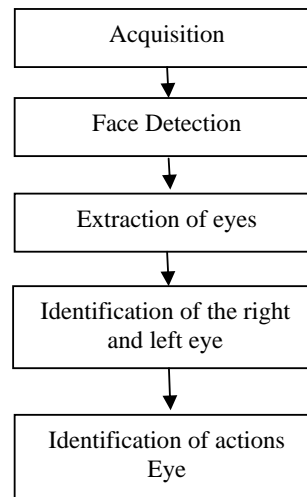 Acquisition
Face Detection
Extraction of eyes
Identification of the right
and left eye
Identification of actions
Eye